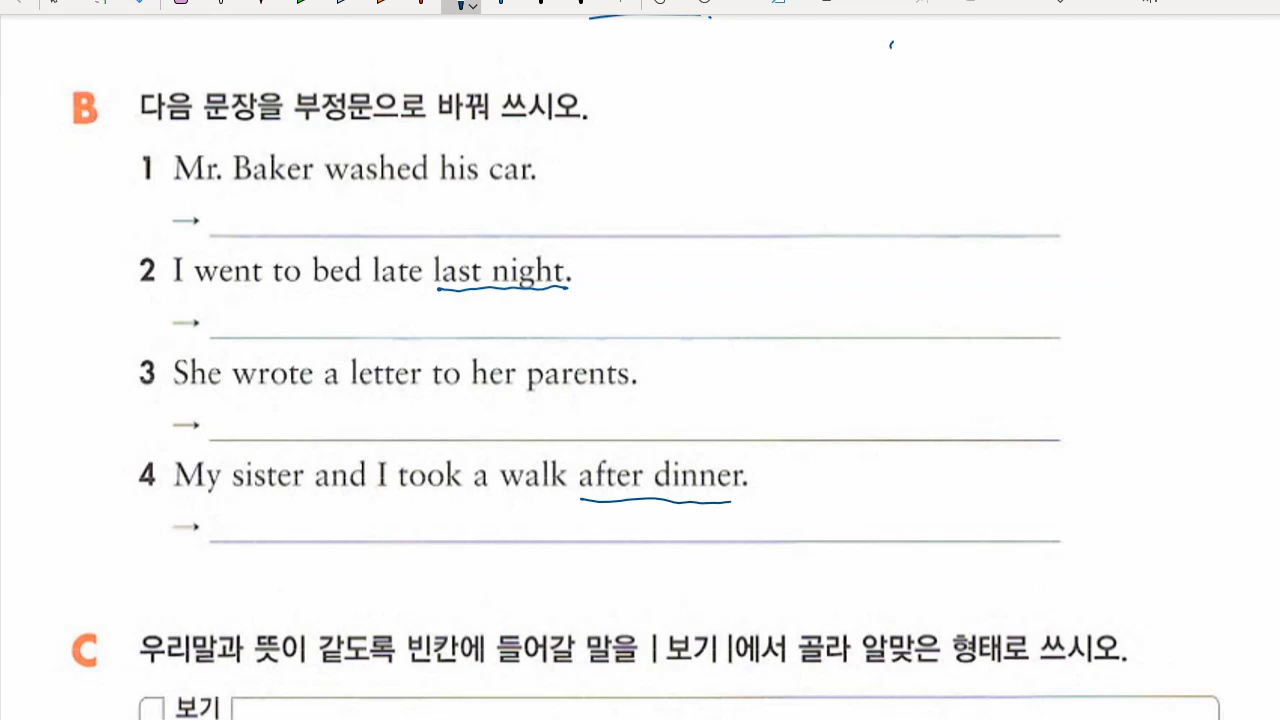 B 다음 문장을 부정문으로 바꿔 쓰시오.
1 Mr. Baker washed his car.
→
2 I went to bed late last night.
→
3 She wrote a letter to her parents.
→
4 My sister and I took a walk after dinner.
→
C 우리말과 뜻이 같도록 빈칸에 들어갈 말을 | 보기 |에서 골라 알맞은 형태로 쓰시오.
보기